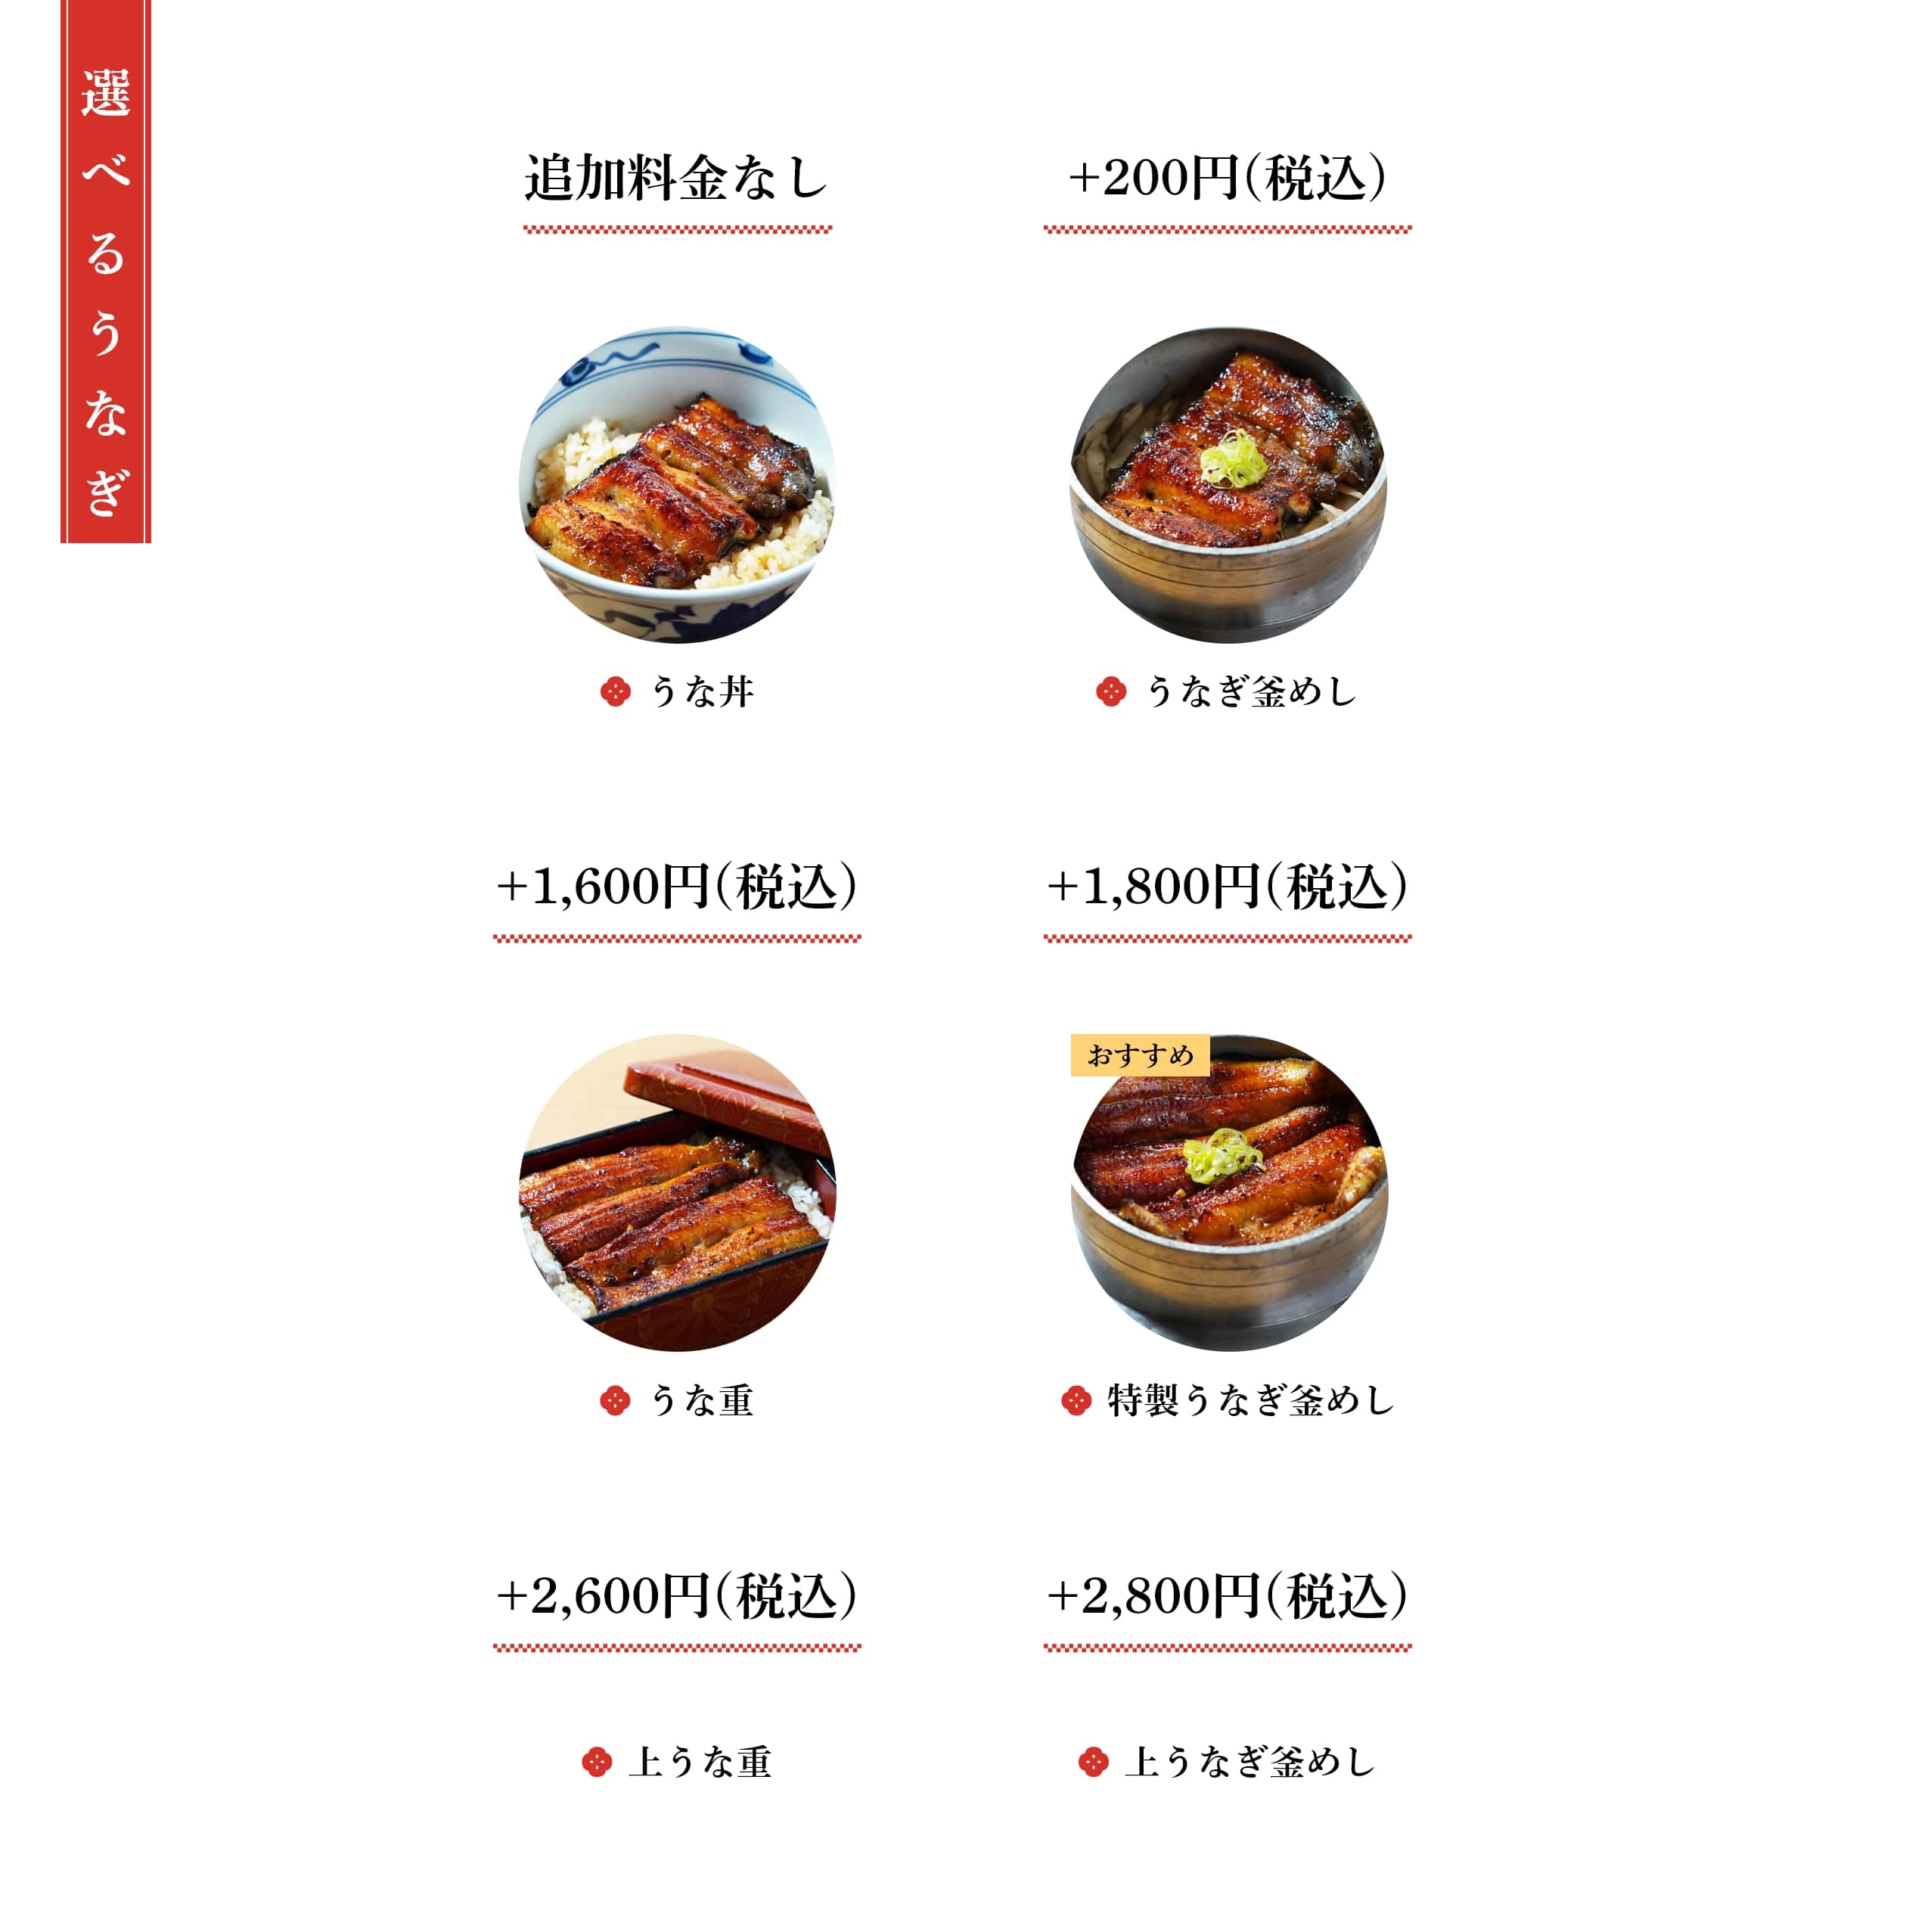 選べるうなぎ
追加料金なし
+200円(税込)
うな丼
うなぎ釜めし
+1,600円(税込)
+1,800円(税込)
おすすめ
うな重
特製うなぎ釜めし
+2,600円(税込)
+2,800円(税込)
上うな重
上うなぎ釜めし